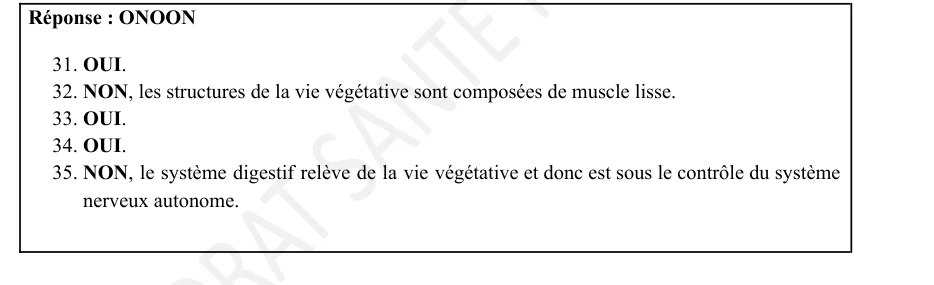 Réponse : ONOON
31. OUI.
32. NON, les structures de la vie végétative sont composées de muscle lisse.
33. OUI.
34. OUI.
35. NON, le système digestif relève de la vie végétative et donc est sous le contrôle du système
nerveux autonome.
RAT SANTE